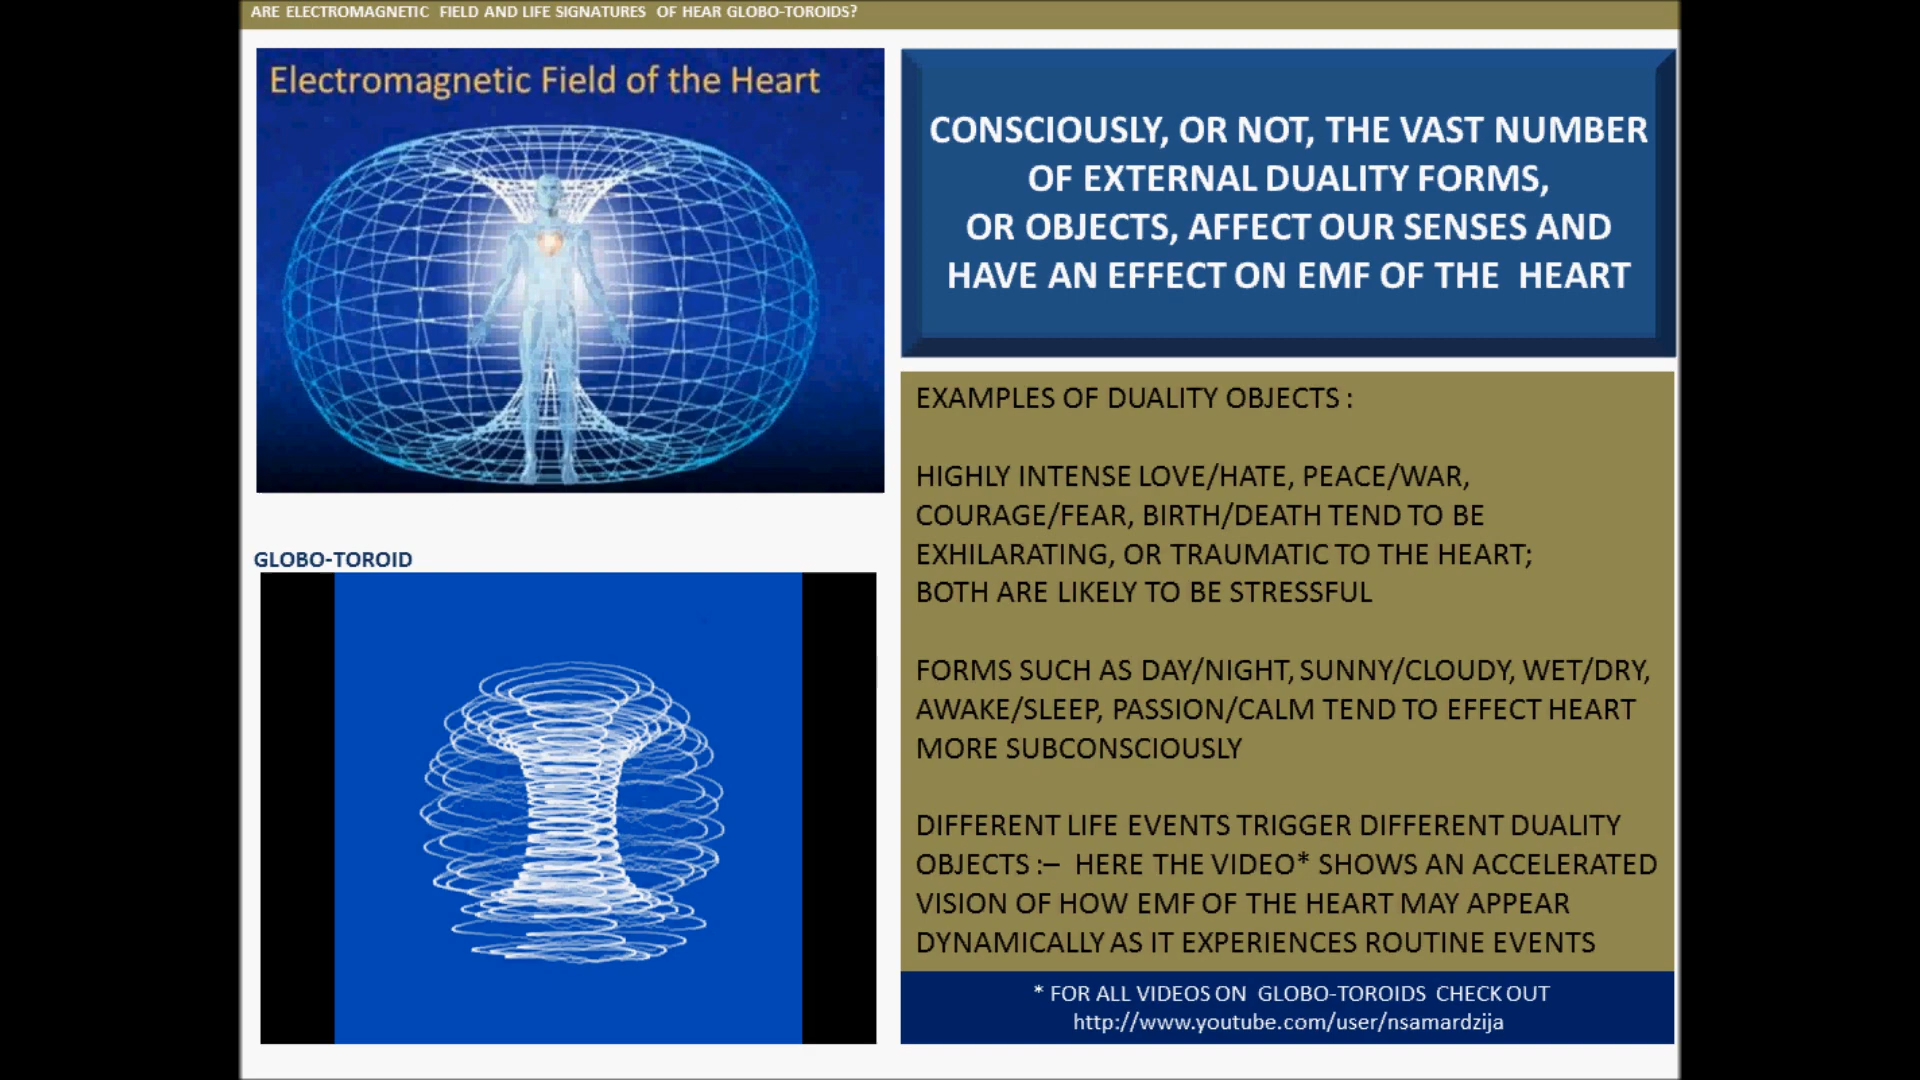 ARE ELECTROMAGNETIC FIELD AND LIFE SIGNATURES OF HEAR GLOBO-TOROIDS?
Electromagnetic Field of the Heart
CONSCIOUSLY, OR NOT, THE VAST NUMBER
OF EXTERNAL DUALITY FORMS,
OR OBJECTS, AFFECT OUR SENSES AND
HAVE AN EFFECT ON EMF OF THE HEART
GLOBO-TOROID
EXAMPLES OF DUALITY OBJECTS :
HIGHLY INTENSE LOVE/HATE, PEACE/WAR,
COURAGE/FEAR, BIRTH/DEATH TEND TO BE
EXHILARATING, OR TRAUMATIC TO THE HEART;
BOTH ARE LIKELY TO BE STRESSFUL
FORMS SUCH AS DAY/NIGHT, SUNNY/CLOUDY, WET/DRY,
AWAKE/SLEEP, PASSION/CALM TEND TO EFFECT HEART
MORE SUBCONSCIOUSLY
DIFFERENT LIFE EVENTS TRIGGER DIFFERENT DUALITY
OBJECTS :– HERE THE VIDEO* SHOWS AN ACCELERATED
VISION OF HOW EMF OF THE HEART MAY APPEAR
DYNAMICALLY AS IT EXPERIENCES ROUTINE EVENTS
* FOR ALL VIDEOS ON GLOBO-TOROIDS CHECK OUT
http://www.youtube.com/user/nsamardzija